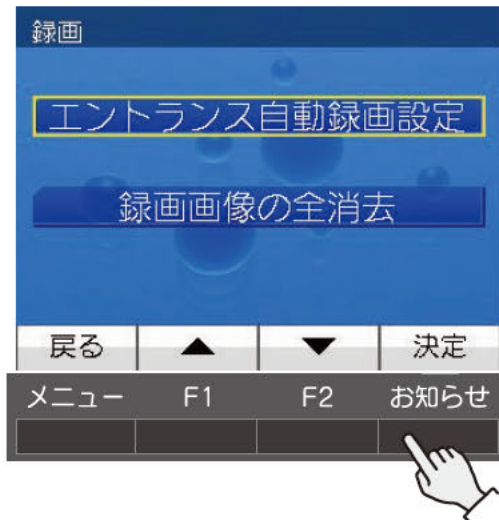 録画
エントランス自動録画設定
録画画像の全消去
戻る ▲ ▼ 決定
メニュー F1 F2 お知らせ